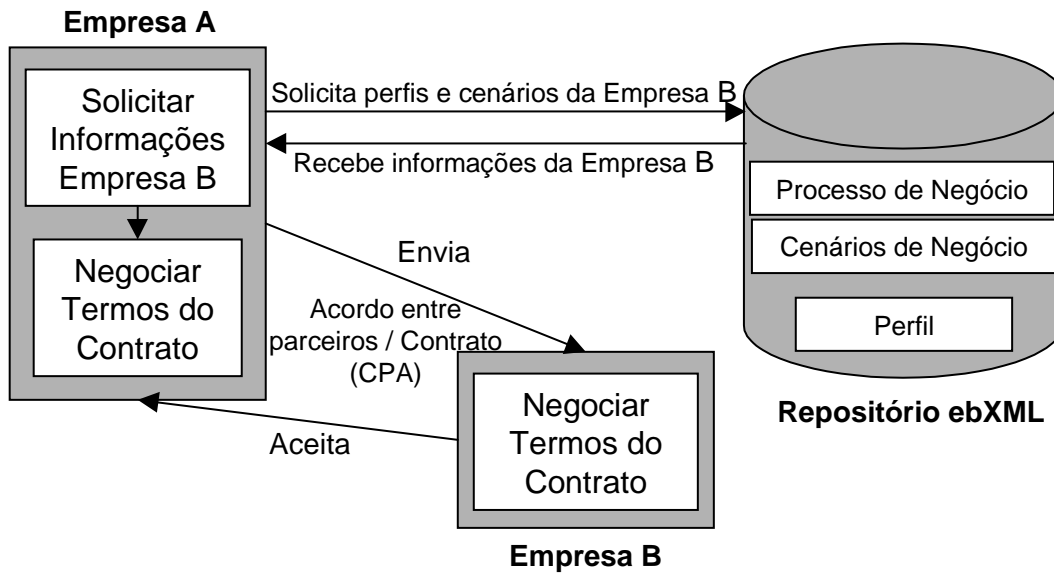 Empresa A
Solicitar
Informações
Empresa B
Negociar
Termos do
Contrato
Solicita perfis e cenários da Empresa B
Recebe informações da Empresa B
Envia
Acordo entre
parceiros / Contrato
(CPA)
Aceita
Negociar
Termos do
Contrato
Empresa B
Processo de Negócio
Cenários de Negócio
Perfil
Repositório ebXML